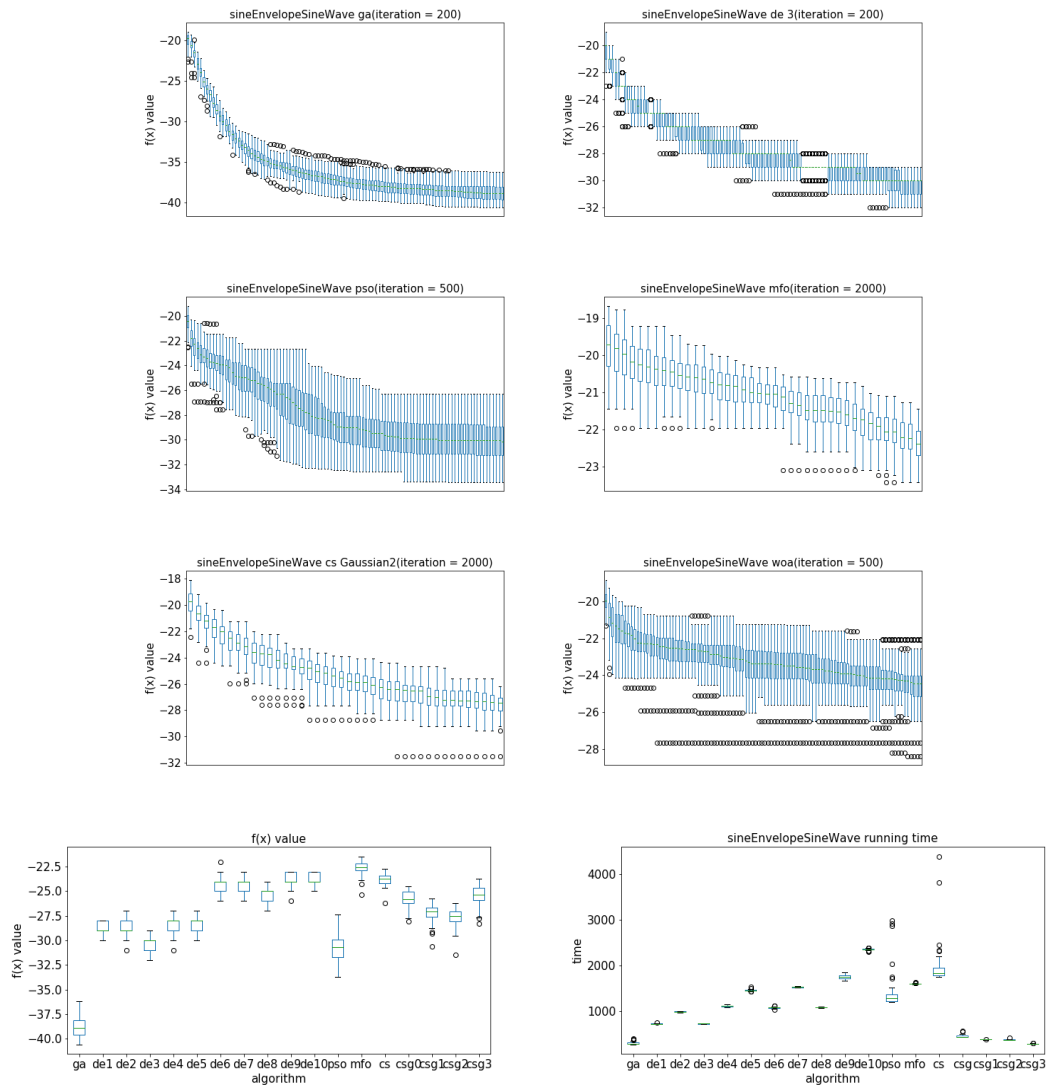 sineEnvelopeSineWave ga(iteration = 200)
f(x) value
−20
−25
−30
−35
−40
sineEnvelopeSineWave de 3(iteration = 200)
f(x) value
−20
−22
−24
−26
−28
−30
−32
sineEnvelopeSineWave pso(iteration = 500)
f(x) value
−20
−22
−24
−26
−28
−30
−32
−34
sineEnvelopeSineWave mfo(iteration = 2000)
f(x) value
−19
−20
−21
−22
−23
sineEnvelopeSineWave cs Gaussian2(iteration = 2000)
f(x) value
−18
−20
−22
−24
−26
−28
−30
−32
sineEnvelopeSineWave woa(iteration = 500)
f(x) value
−20
−22
−24
−26
−28
f(x) value
f(x) value
−22.5
−25.0
−27.5
−30.0
−32.5
−35.0
−37.5
−40.0
ga de1 de2 de3 de4 de5 de6 de7 de8 de9 de10 pso mfo cs csg0 csg1 csg2 csg3
algorithm
sineEnvelopeSineWave running time
time
4000
3000
2000
1000
ga de1 de2 de3 de4 de5 de6 de7 de8 de9 de10 pso mfo cs csg csg1 csg2 csg3
algorithm